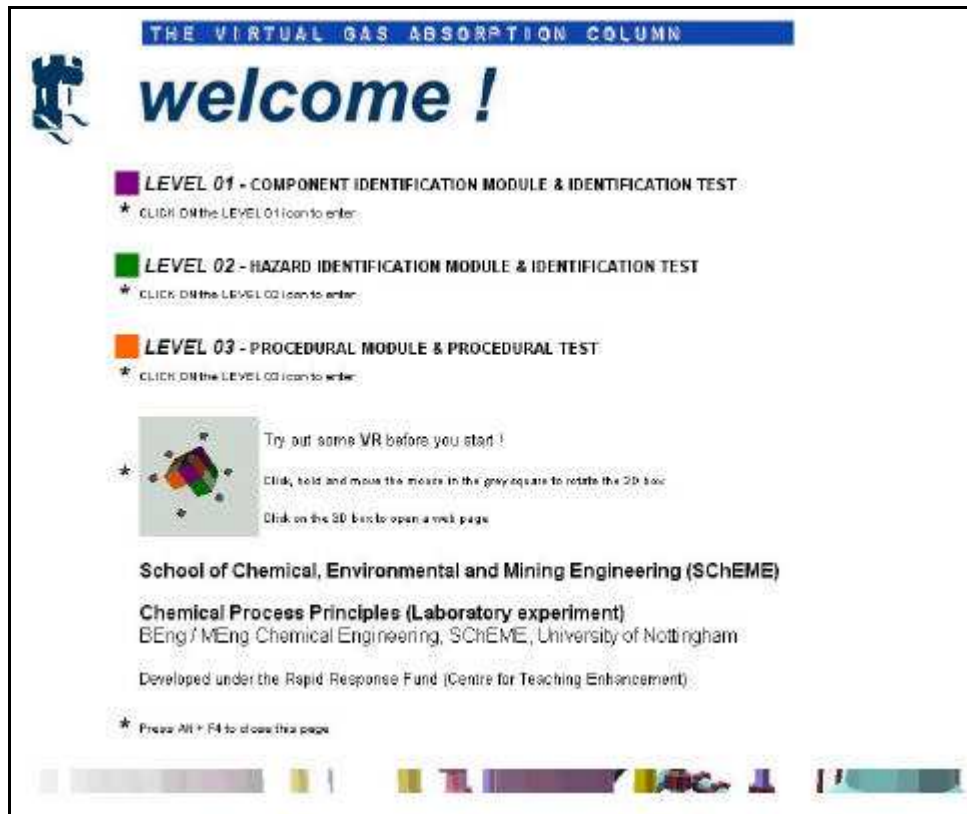 THE VIRTUAL GAS ABSORPTION COLUMN
welcome !
LEVEL 01 - COMPONENT IDENTIFICATION MODULE & IDENTIFICATION TEST
* CLICK ON the LEVEL 01 icon to enter
LEVEL 02 - HAZARD IDENTIFICATION MODULE & IDENTIFICATION TEST
* CLICK ON the LEVEL 02 icon to enter
LEVEL 03 - PROCEDURAL MODULE & PROCEDURAL TEST
* CLICK ON the LEVEL 03 icon to enter
Try out some VR before you start !
* Click, hold and move the mouse in the grey square to rotate the 3D box
Click on the 3D box to open a web page
School of Chemical, Environmental and Mining Engineering (SChEME)
Chemical Process Principles (Laboratory experiment)
BEng / MEng Chemical Engineering, SChEME, University of Nottingham
Developed under the Rapid Response Fund (Centre for Teaching Enhancement)
* Press Alt + F4 to close this page